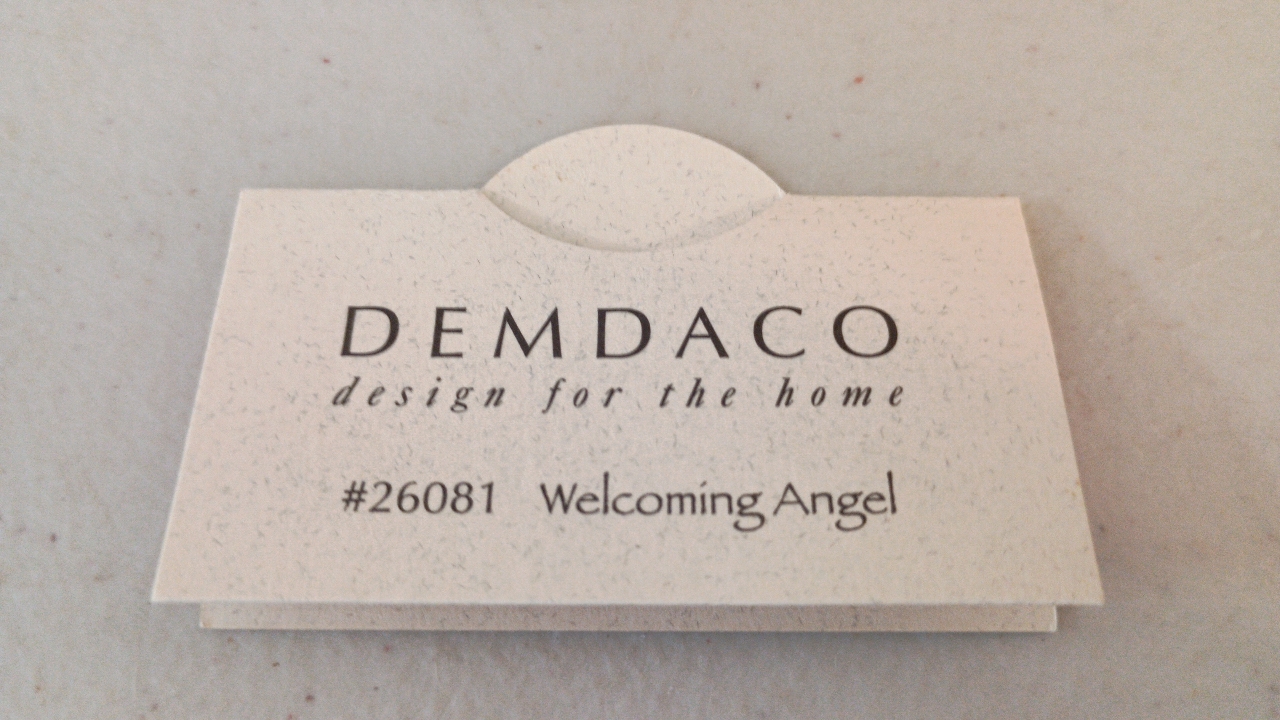 DEMDACO
design for the home
#26081 Welcoming Angel